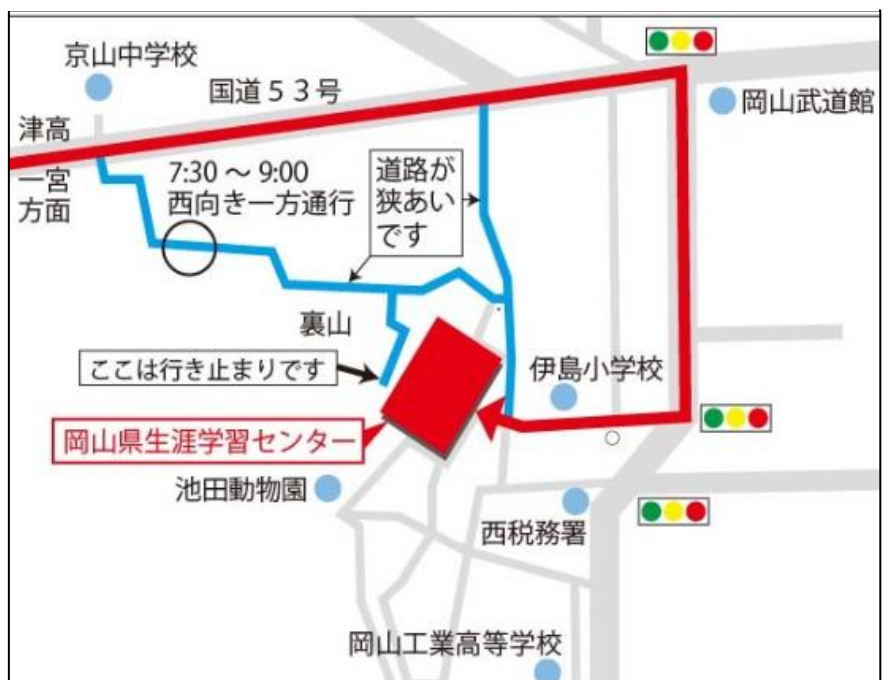 京山中学校
国道５３号
岡山武道館
津高
一宮
方面
7:30 ～ 9:00
西向き一方通行
道路が
狭あい
です
裏山
ここは行き止まりです
伊島小学校
岡山県生涯学習センター
池田動物園
西税務署
岡山工業高等学校